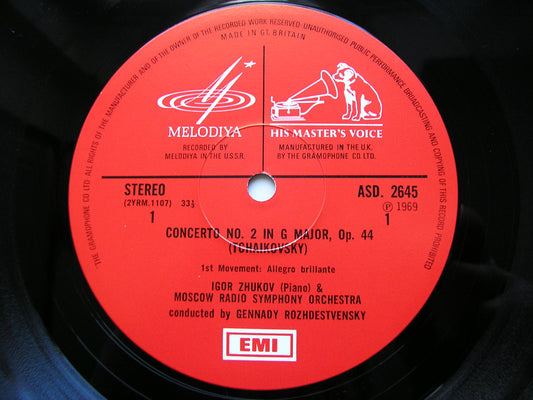 ALL RIGHTS OF THE MANUFACTURER AND OF THE OWNER OF THE RECORDED WORK RESERVED UNAUTHORISED PUBLIC PERFORMANCE BROADCASTING AND COPYING OF THIS RECORD PROHIBITED
MADE IN GT. BRITAIN
MELODIYA
HIS MASTER'S VOICE
RECORDED BY
MELODIYA IN THE U.S.S.R.
MANUFACTURED IN THE U.K.
BY THE GRAMOPHONE CO LTD.
STEREO
ASD. 2645
(2YRM.1107) 33⅓
Ⓟ 1969
1
1
CONCERTO NO. 2 IN G MAJOR, Op. 44
(TCHAIKOVSKY)
1st Movement: Allegro brillante
IGOR ZHUKOV (Piano) &
MOSCOW RADIO SYMPHONY ORCHESTRA
conducted by GENNADY ROZHDESTVENSKY
EMI
THE GRAMOPHONE CO LTD.